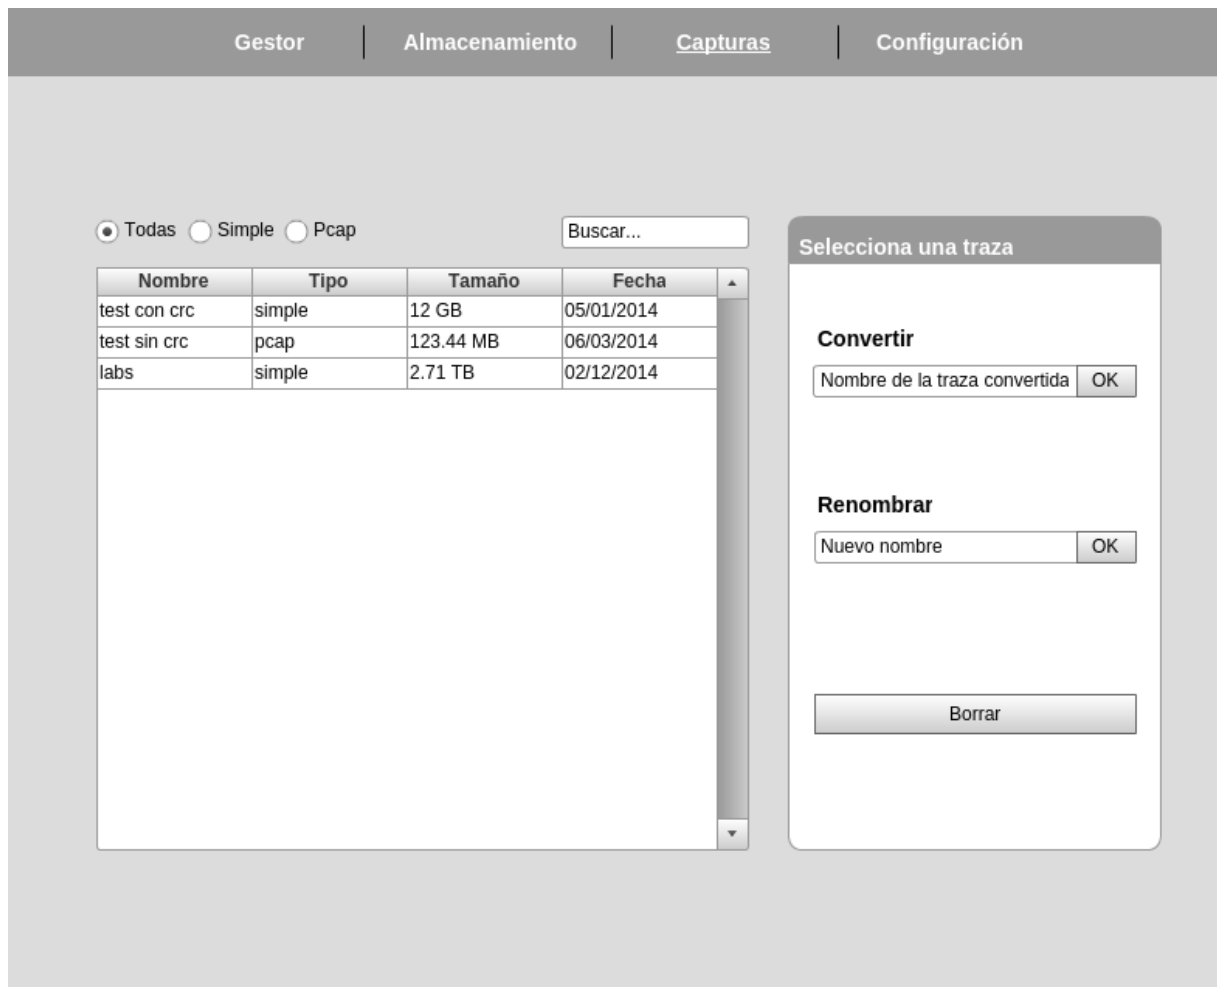 Gestor Almacenamiento Capturas Configuración
Todas Simple Pcap Buscar...
Nombre Tipo Tamaño Fecha
test con crc simple 12 GB 05/01/2014
test sin crc pcap 123.44 MB 06/03/2014
labs simple 2.71 TB 02/12/2014
Selecciona una traza
Convertir
Nombre de la traza convertida OK
Renombrar
Nuevo nombre OK
Borrar